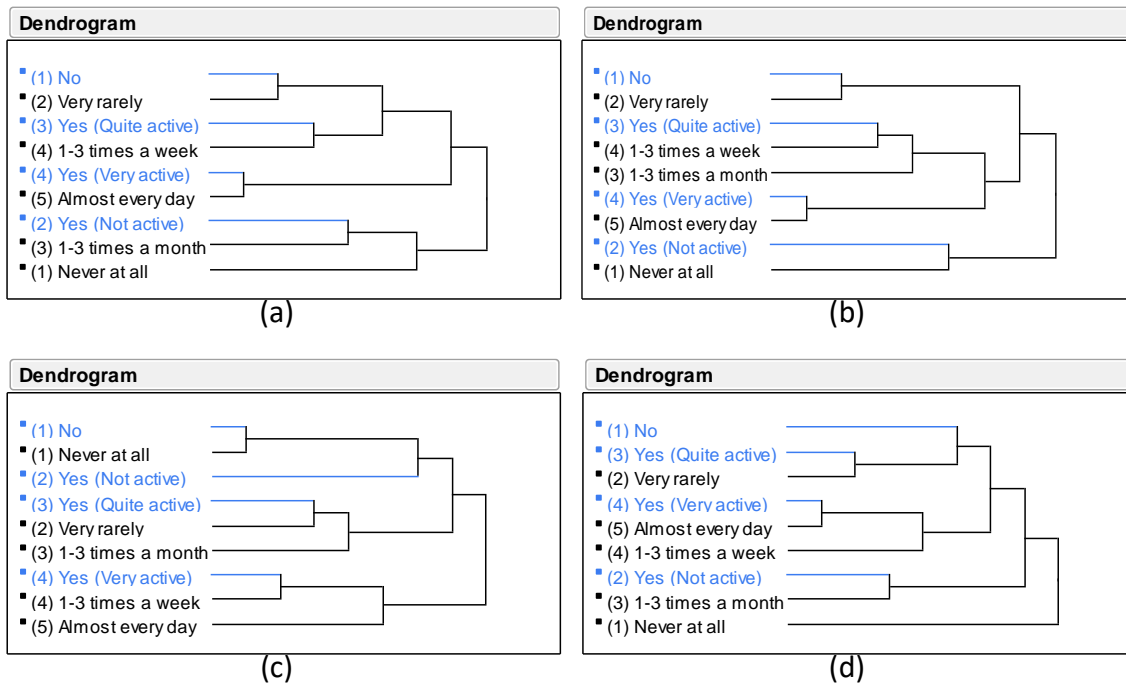 Dendrogram
(1) No
(2) Very rarely
(3) Yes (Quite active)
(4) 1-3 times a week
(4) Yes (Very active)
(5) Almost every day
(2) Yes (Not active)
(3) 1-3 times a month
(1) Never at all
(a)
Dendrogram
(1) No
(2) Very rarely
(3) Yes (Quite active)
(4) 1-3 times a week
(3) 1-3 times a month
(4) Yes (Very active)
(5) Almost every day
(2) Yes (Not active)
(1) Never at all
(b)
Dendrogram
(1) No
(1) Never at all
(2) Yes (Not active)
(3) Yes (Quite active)
(2) Very rarely
(3) 1-3 times a month
(4) Yes (Very active)
(4) 1-3 times a week
(5) Almost every day
(c)
Dendrogram
(1) No
(3) Yes (Quite active)
(2) Very rarely
(4) Yes (Very active)
(5) Almost every day
(4) 1-3 times a week
(2) Yes (Not active)
(3) 1-3 times a month
(1) Never at all
(d)